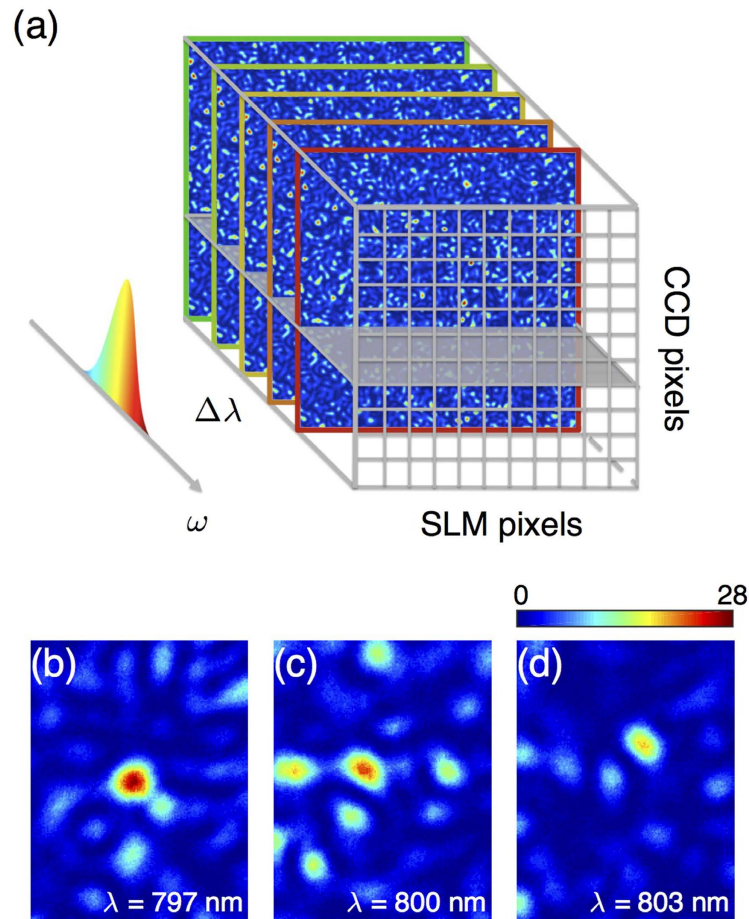 (a)
CCD pixels
Δλ
ω
SLM pixels
0 28
(b) (c) (d)
λ = 797 nm λ = 800 nm λ = 803 nm